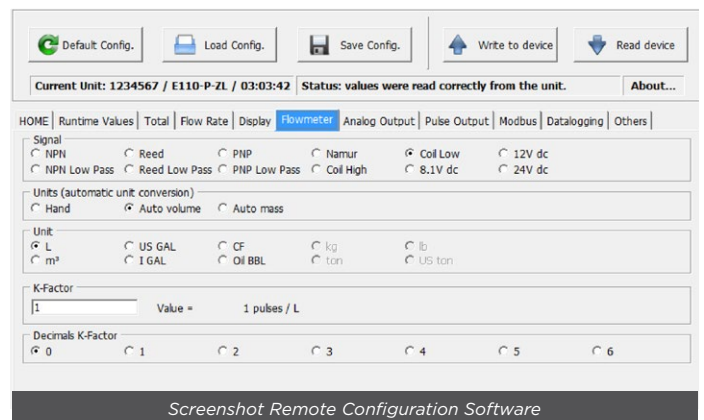 Default Config. Load Config. Save Config. Write to device Read device
Current Unit: 1234567 / E110-P-ZL / 03:03:42 Status: values were read correctly from the unit. About...
HOME Runtime Values Total Flow Rate Display Flowmeter Analog Output Pulse Output Modbus Datalogging Others
Signal
NPN Reed PNP Namur Coil Low 12V dc
NPN Low Pass Reed Low Pass PNP Low Pass Coil High 8.1V dc 24V dc
Units (automatic unit conversion)
Hand Auto volume Auto mass
Unit
L US GAL CF kg lb
m³ I GAL Oil BBL ton US ton
K-Factor
1 Value = 1 pulses / L
Decimals K-Factor
0 1 2 3 4 5 6
Screenshot Remote Configuration Software